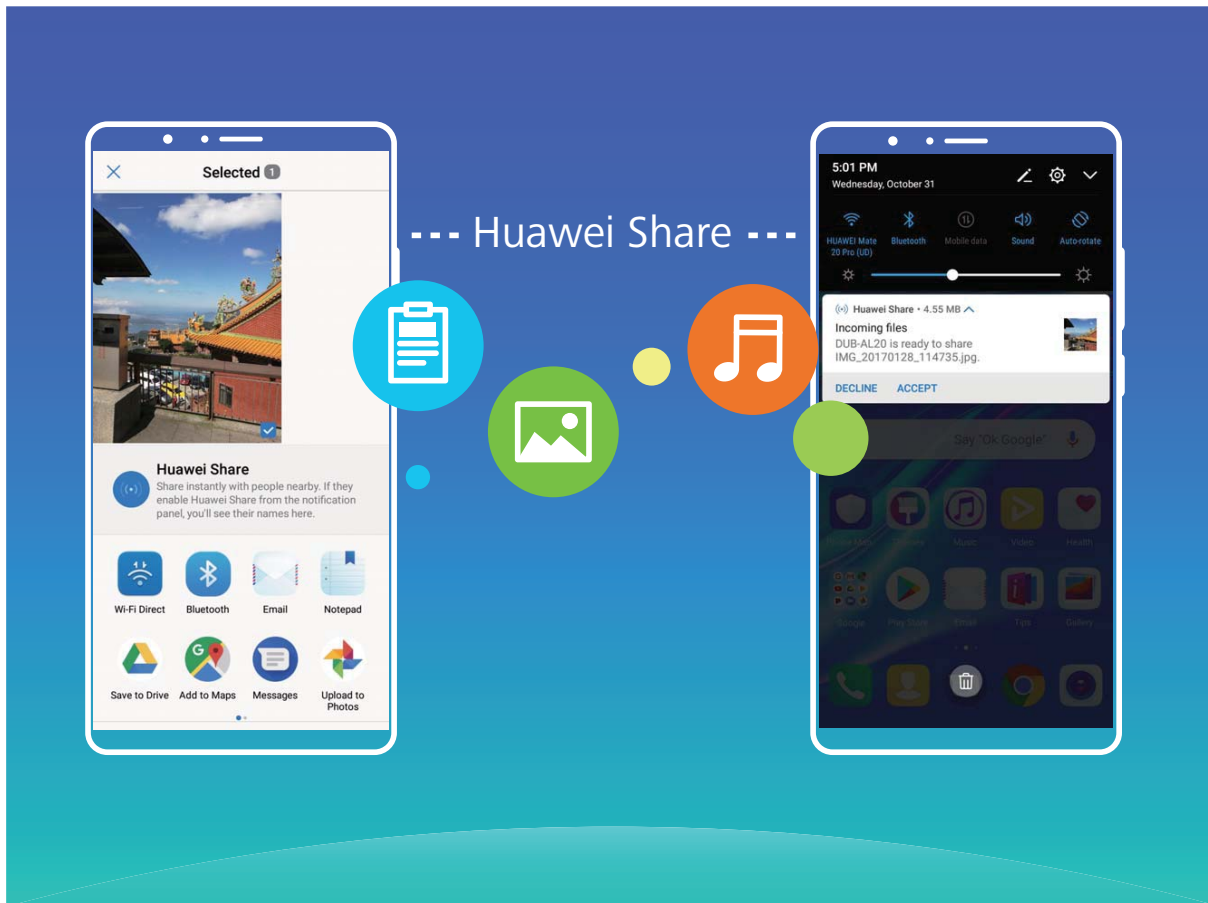 Selected 1
Huawei Share
Share instantly with people nearby. If they
enable Huawei Share from the notification
panel, you'll see their names here.
Wi-Fi Direct Bluetooth Email Notepad
Save to Drive Add to Maps Messages Upload to
Photos
--- Huawei Share ---
5:01 PM
Wednesday, October 31
HUAWEI Mate
20 Pro (UD)
Bluetooth Mobile data Sound Auto-rotate
Huawei Share • 4.55 MB
Incoming files
DUB-AL20 is ready to share
IMG_20170128_114735.jpg.
DECLINE ACCEPT
Say "Ok Google"
Music Video Health
Google Play Store Email Tips Gallery